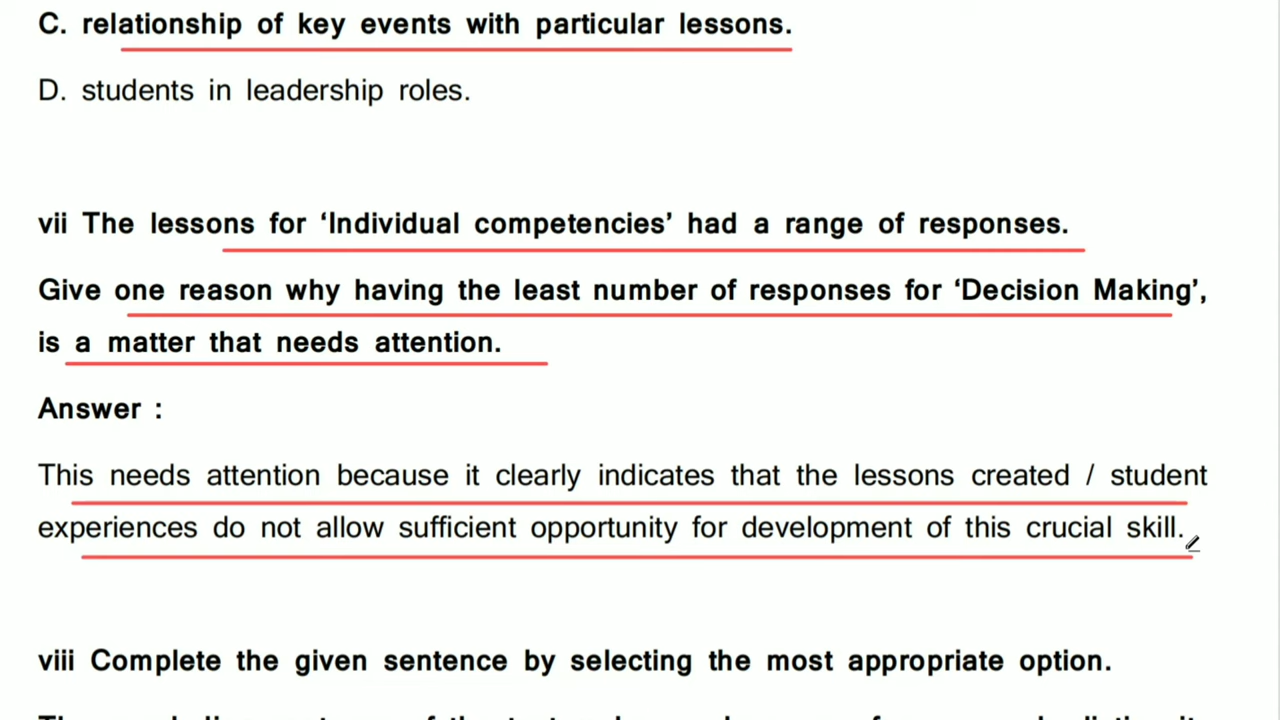 C. relationship of key events with particular lessons.
D. students in leadership roles.
vii The lessons for ‘Individual competencies’ had a range of responses.
Give one reason why having the least number of responses for ‘Decision Making’,
is a matter that needs attention.
Answer :
This needs attention because it clearly indicates that the lessons created / student
experiences do not allow sufficient opportunity for development of this crucial skill.
viii Complete the given sentence by selecting the most appropriate option.